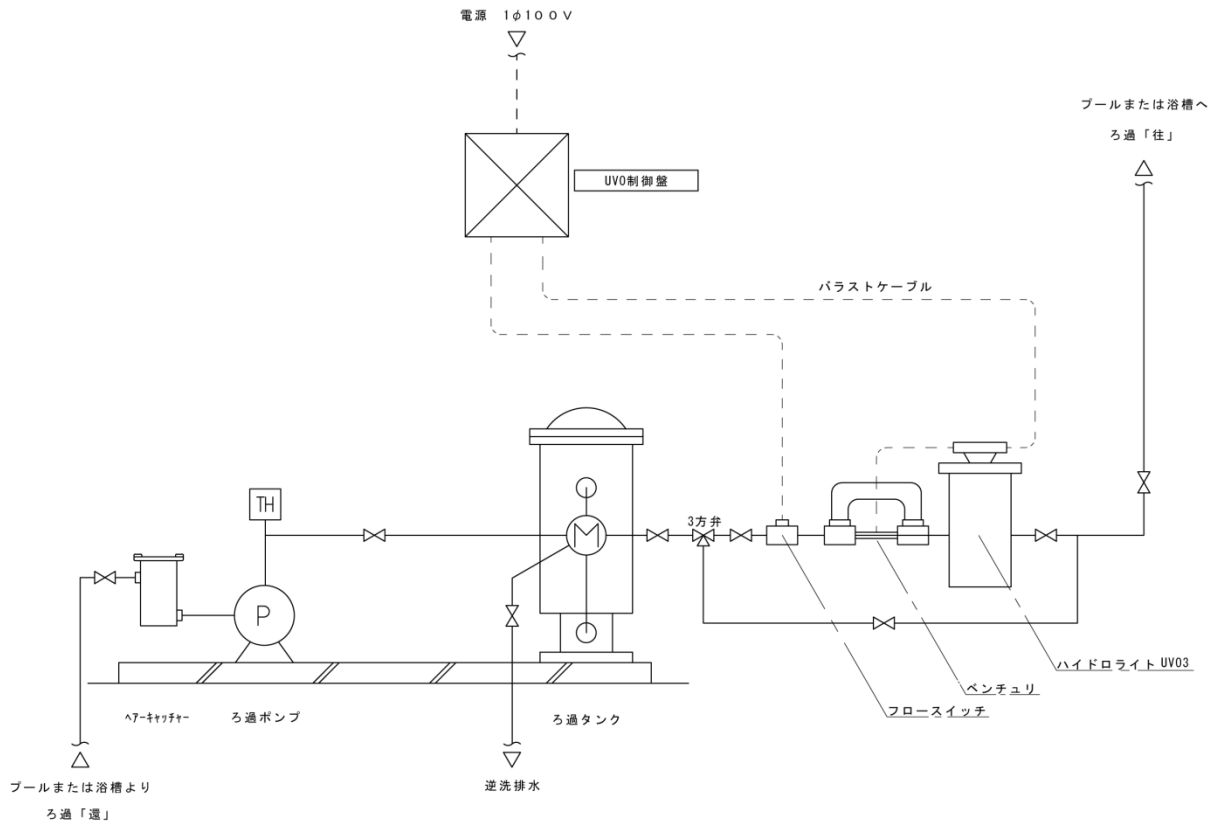 電源 1φ100V
プールまたは浴槽へ
ろ過「往」
UVO制御盤
バラストケーブル
TH
3方弁
M
P
ハイドロライトUVO3
ベンチュリ
フロースイッチ
ヘアーキャッチャー
ろ過ポンプ
ろ過タンク
逆洗排水
プールまたは浴槽より
ろ過「還」